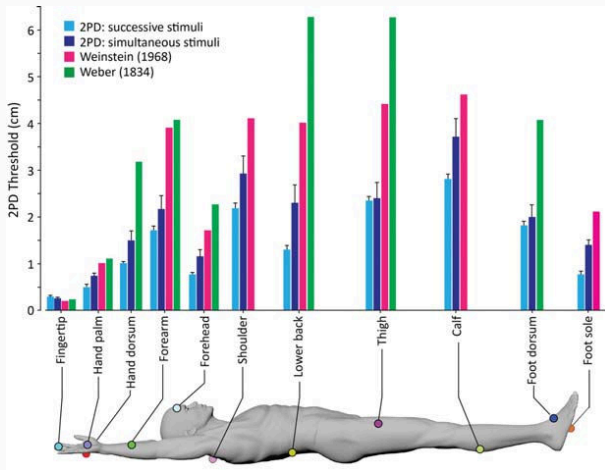 2PD: successive stimuli
2PD: simultaneous stimuli
Weinstein (1968)
Weber (1834)
2PD Threshold (cm)
6
5
4
3
2
1
0
Fingertip
Hand palm
Hand dorsum
Forearm
Forehead
Shoulder
Lower back
Thigh
Calf
Foot dorsum
Foot sole